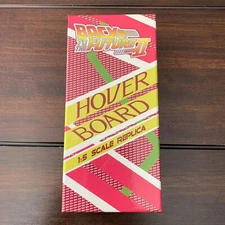 BACK
TO THE FUTURE II
HOVER
BOARD
1:5 SCALE REPLICA